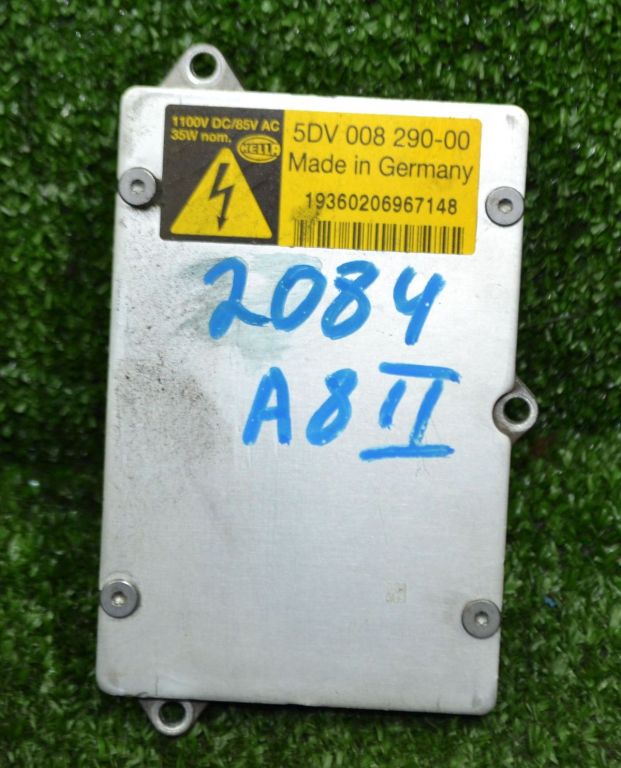 1100V DC/85V AC
35W nom.
HELLA
5DV 008 290-00
Made in Germany
19360206967148
2084
A8 II